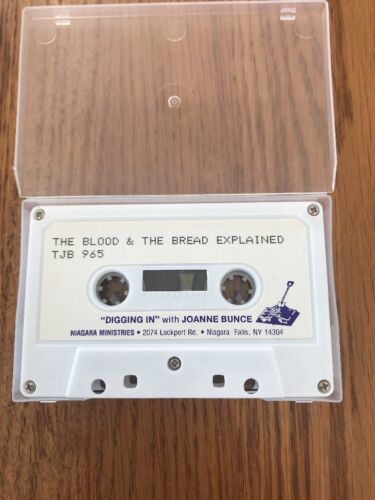 THE BLOOD & THE BREAD EXPLAINED
TJB 965
"DIGGING IN" with JOANNE BUNCE
NIAGARA MINISTRIES • 2074 Lockport Rd. • Niagara Falls, NY 14304